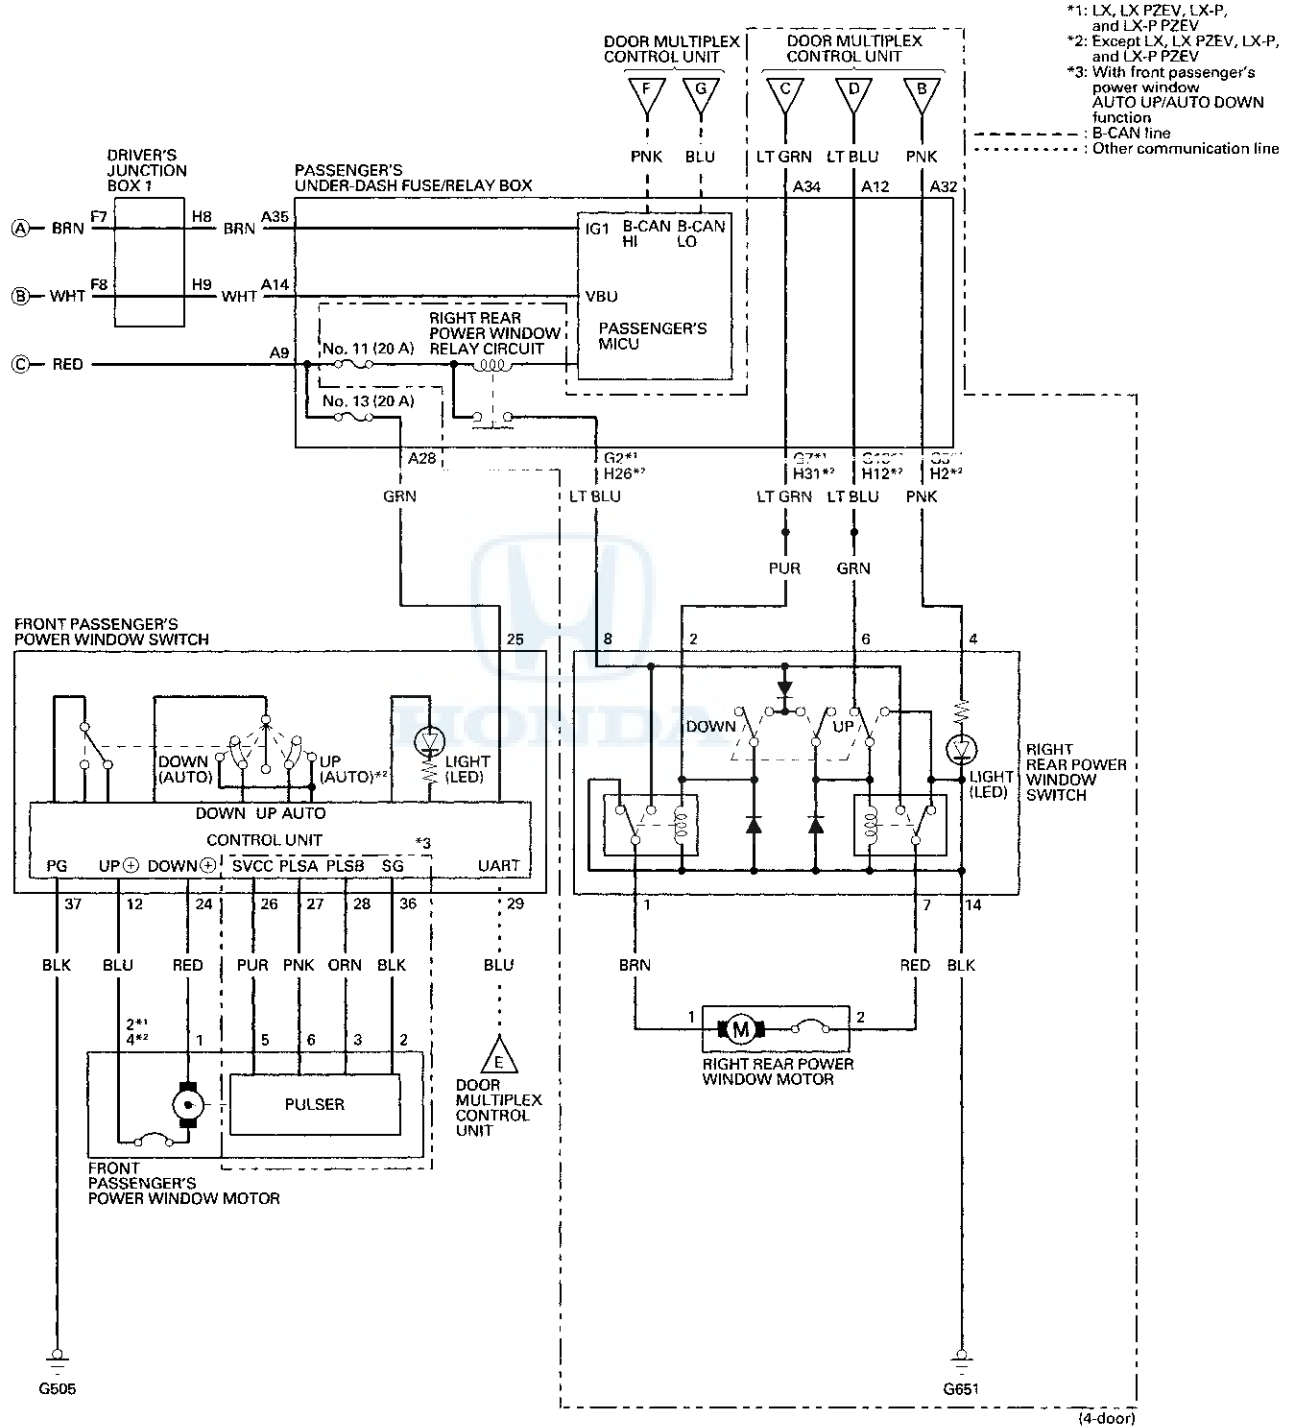 *1: LX, LX PZEV, LX-P,
and LX-P PZEV
*2: Except LX, LX PZEV, LX-P,
and LX-P PZEV
*3: With front passenger's
power window
AUTO UP/AUTO DOWN
function
: B-CAN line
: Other communication line
DOOR MULTIPLEX
CONTROL UNIT
DOOR MULTIPLEX
CONTROL UNIT
F G C D B
PNK BLU LT GRN LT BLU PNK
DRIVER'S
JUNCTION
BOX 1
PASSENGER'S
UNDER-DASH FUSE/RELAY BOX
A34 A12 A32
A BRN F7 H8 BRN A35 IG1
B-CAN HI
B-CAN LO
B WHT F8 H9 WHT A14 VBU
PASSENGER'S
MICU
RIGHT REAR
POWER WINDOW
RELAY CIRCUIT
C RED A9 No. 11 (20 A)
No. 13 (20 A)
A28 G2*1 G7*1
H26*2 H31*2 H12*2 H2*2
GRN LT BLU LT GRN LT BLU PNK
PUR GRN
FRONT PASSENGER'S
POWER WINDOW SWITCH
25 8 2 6 4
DOWN
(AUTO)
UP
(AUTO)*2
LIGHT
(LED)
DOWN UP AUTO
CONTROL UNIT
*3
PG UP⊕ DOWN⊕ SVCC PLSA PLSB SG UART
37 12 24 26 27 28 36 29
HONDA
DOWN UP
LIGHT
(LED)
RIGHT
REAR POWER
WINDOW
SWITCH
1 7 14
BLK BLU RED PUR PNK ORN BLK BLU BRN RED BLK
2*1
4*2
1 5 6 3 2
PULSER
FRONT
PASSENGER'S
POWER WINDOW MOTOR
E
DOOR
MULTIPLEX
CONTROL
UNIT
1 M 2
RIGHT REAR POWER
WINDOW MOTOR
G505 G651
(4-door)